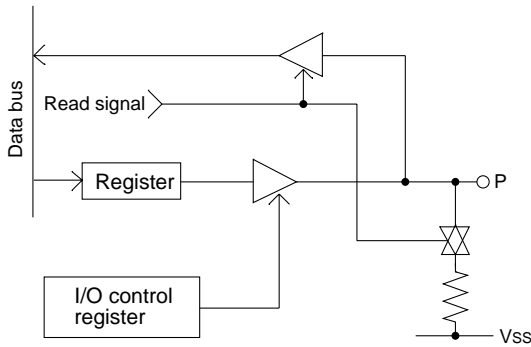 Data bus
Read signal
Register
P
I/O control
register
VSS